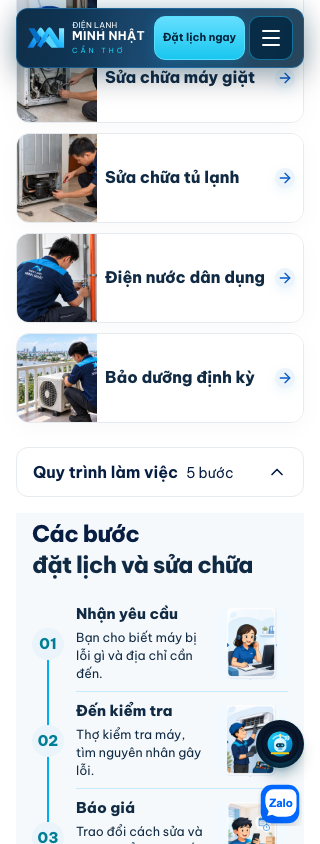 ĐIỆN LẠNH
MINH NHẬT
CẦN THƠ
Đặt lịch ngay
Sửa chữa máy giặt
Sửa chữa tủ lạnh
Điện nước dân dụng
Bảo dưỡng định kỳ
Quy trình làm việc 5 bước
Các bước
đặt lịch và sửa chữa
01
Nhận yêu cầu
Bạn cho biết máy bị
lỗi gì và địa chỉ cần
đến.
02
Đến kiểm tra
Thợ kiểm tra máy,
tìm nguyên nhân gây
lỗi.
03
Báo giá
Trao đổi cách sửa và
Zalo